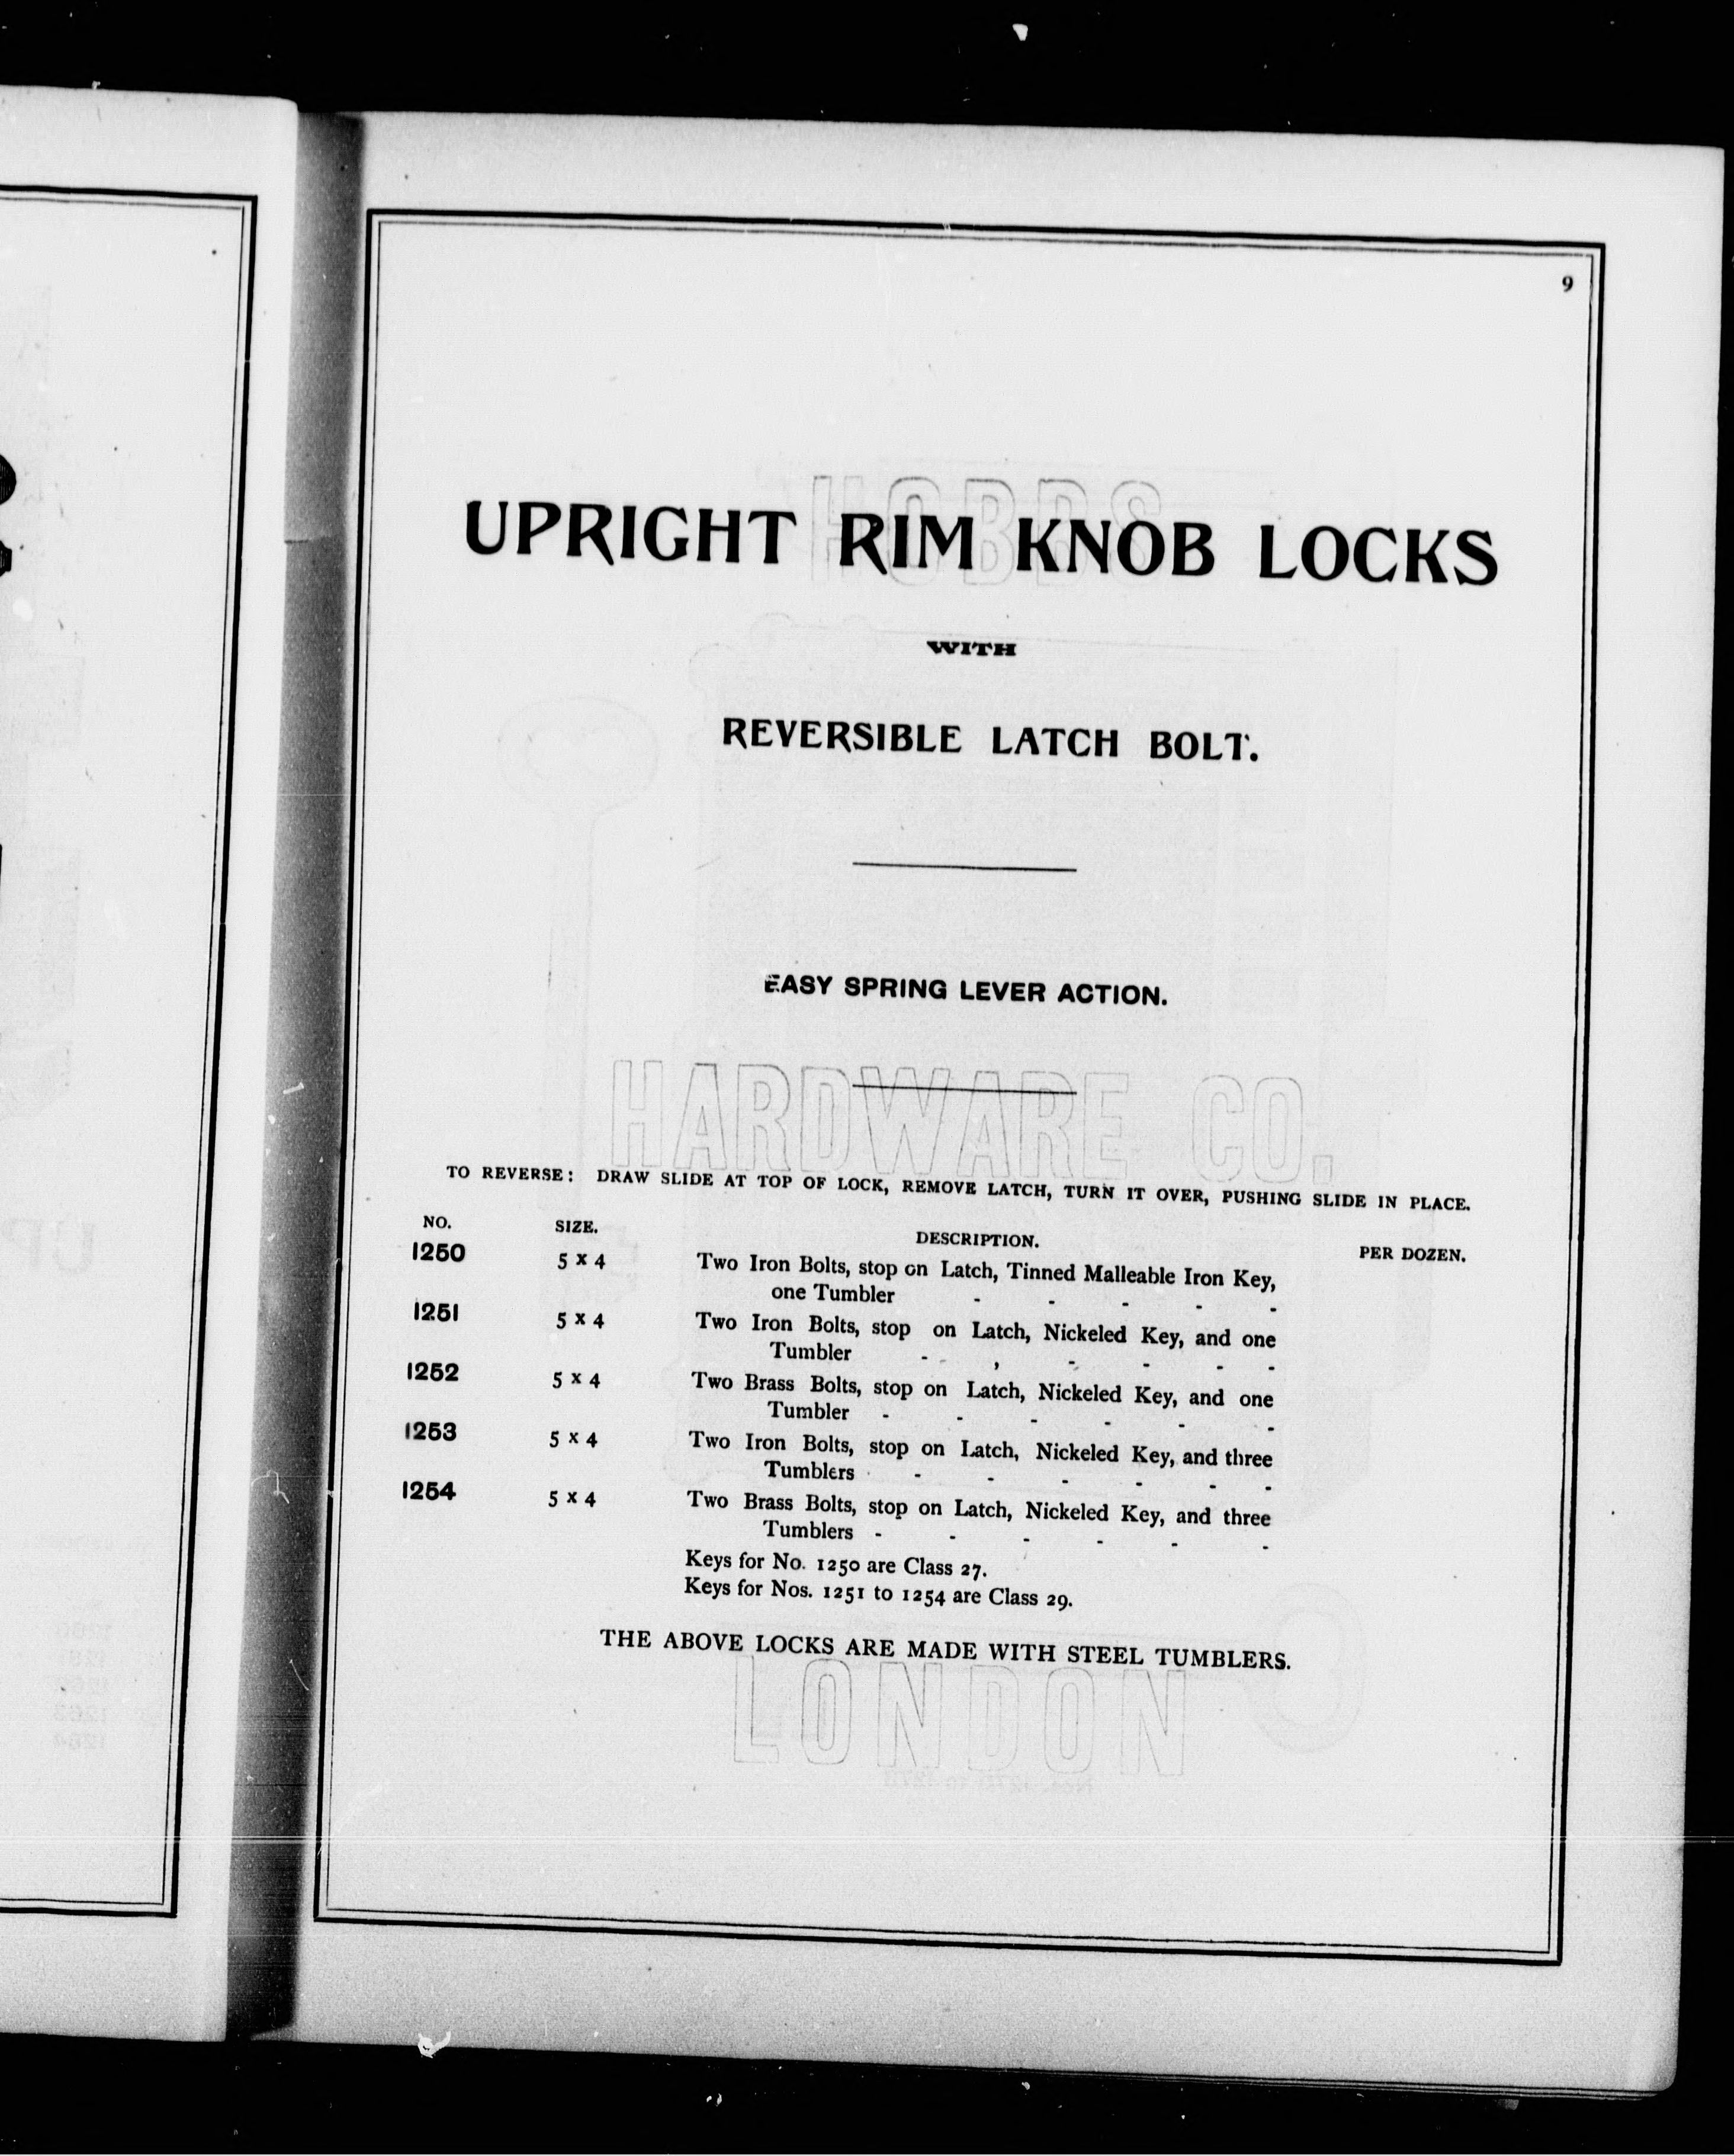 9
HOBBS
UPRIGHT RIM KNOB LOCKS
WITH
REVERSIBLE LATCH BOLT.
EASY SPRING LEVER ACTION.
HARDWARE CO.
TO REVERSE: DRAW SLIDE AT TOP OF LOCK, REMOVE LATCH, TURN IT OVER, PUSHING SLIDE IN PLACE.
NO. SIZE. DESCRIPTION. PER DOZEN.
1250 5 x 4 Two Iron Bolts, stop on Latch, Tinned Malleable Iron Key,
one Tumbler - - - - -
1251 5 x 4 Two Iron Bolts, stop on Latch, Nickeled Key, and one
Tumbler - , - - - -
1252 5 x 4 Two Brass Bolts, stop on Latch, Nickeled Key, and one
Tumbler - - - - - -
1253 5 x 4 Two Iron Bolts, stop on Latch, Nickeled Key, and three
Tumblers - - - - - -
1254 5 x 4 Two Brass Bolts, stop on Latch, Nickeled Key, and three
Tumblers - - - - - -
Keys for No. 1250 are Class 27.
Keys for Nos. 1251 to 1254 are Class 29.
THE ABOVE LOCKS ARE MADE WITH STEEL TUMBLERS.
LONDON